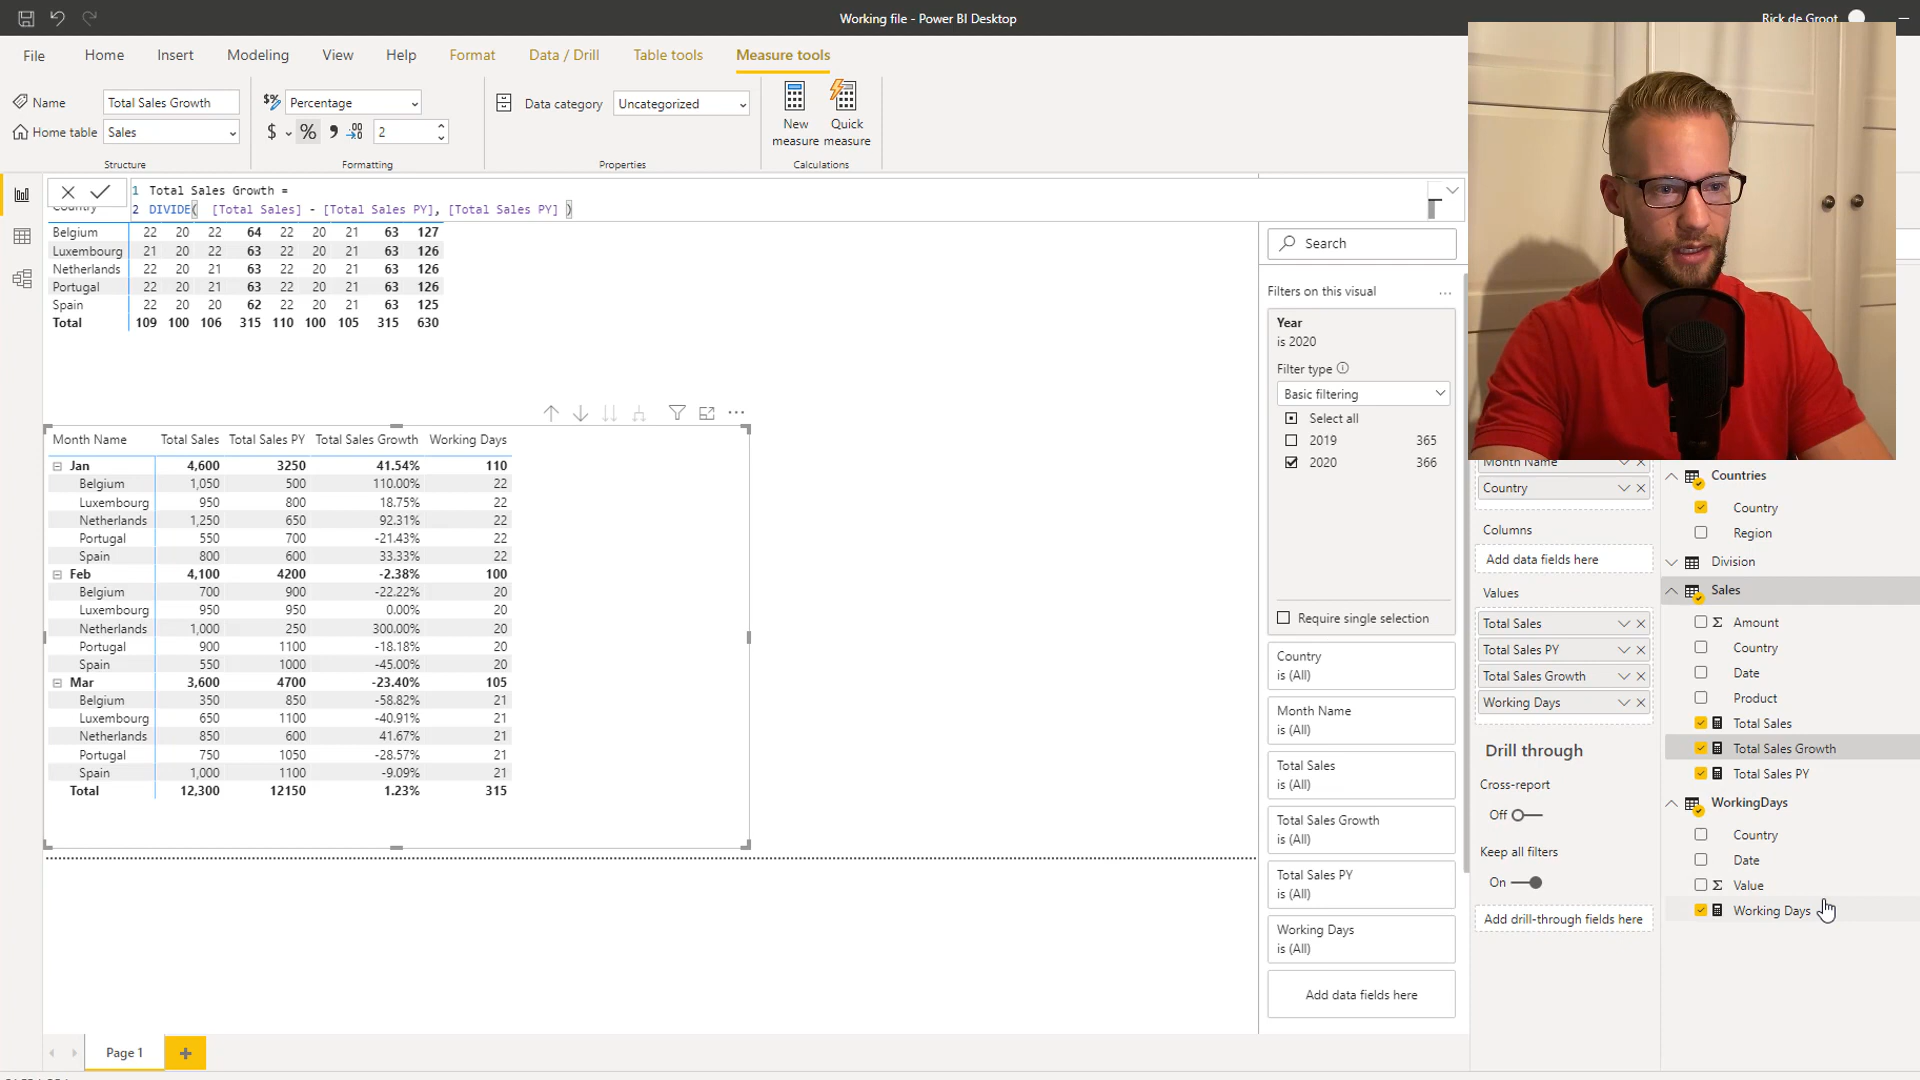 Working file - Power BI Desktop
Rick de Groot
File Home Insert Modeling View Help Format Data / Drill Table tools Measure tools
Name Total Sales Growth
Home table Sales
Structure
Percentage
$ % 9 2
Formatting
Data category Uncategorized
Properties
New measure
Quick measure
Calculations
1 Total Sales Growth =
2 DIVIDE( [Total Sales] - [Total Sales PY], [Total Sales PY] )
Country
Belgium 22 20 22 64 22 20 21 63 127
Luxembourg 21 20 22 63 22 20 21 63 126
Netherlands 22 20 21 63 22 20 21 63 126
Portugal 22 20 21 63 22 20 21 63 126
Spain 22 20 20 62 22 20 21 63 125
Total 109 100 106 315 110 100 105 315 630
Month Name Total Sales Total Sales PY Total Sales Growth Working Days
Jan 4,600 3250 41.54% 110
Belgium 1,050 500 110.00% 22
Luxembourg 950 800 18.75% 22
Netherlands 1,250 650 92.31% 22
Portugal 550 700 -21.43% 22
Spain 800 600 33.33% 22
Feb 4,100 4200 -2.38% 100
Belgium 700 900 -22.22% 20
Luxembourg 950 950 0.00% 20
Netherlands 1,000 250 300.00% 20
Portugal 900 1100 -18.18% 20
Spain 550 1000 -45.00% 20
Mar 3,600 4700 -23.40% 105
Belgium 350 850 -58.82% 21
Luxembourg 650 1100 -40.91% 21
Netherlands 850 600 41.67% 21
Portugal 750 1050 -28.57% 21
Spain 1,000 1100 -9.09% 21
Total 12,300 12150 1.23% 315
Page 1
Search
Filters on this visual
Year
is 2020
Filter type
Basic filtering
Select all
2019 365
2020 366
Require single selection
Country
is (All)
Month Name
is (All)
Total Sales
is (All)
Total Sales Growth
is (All)
Total Sales PY
is (All)
Working Days
is (All)
Add data fields here
Month Name
Country
Columns
Add data fields here
Values
Total Sales
Total Sales PY
Total Sales Growth
Working Days
Drill through
Cross-report
Off
Keep all filters
On
Add drill-through fields here
Countries
Country
Region
Division
Sales
Σ Amount
Country
Date
Product
Total Sales
Total Sales Growth
Total Sales PY
WorkingDays
Country
Date
Σ Value
Working Days